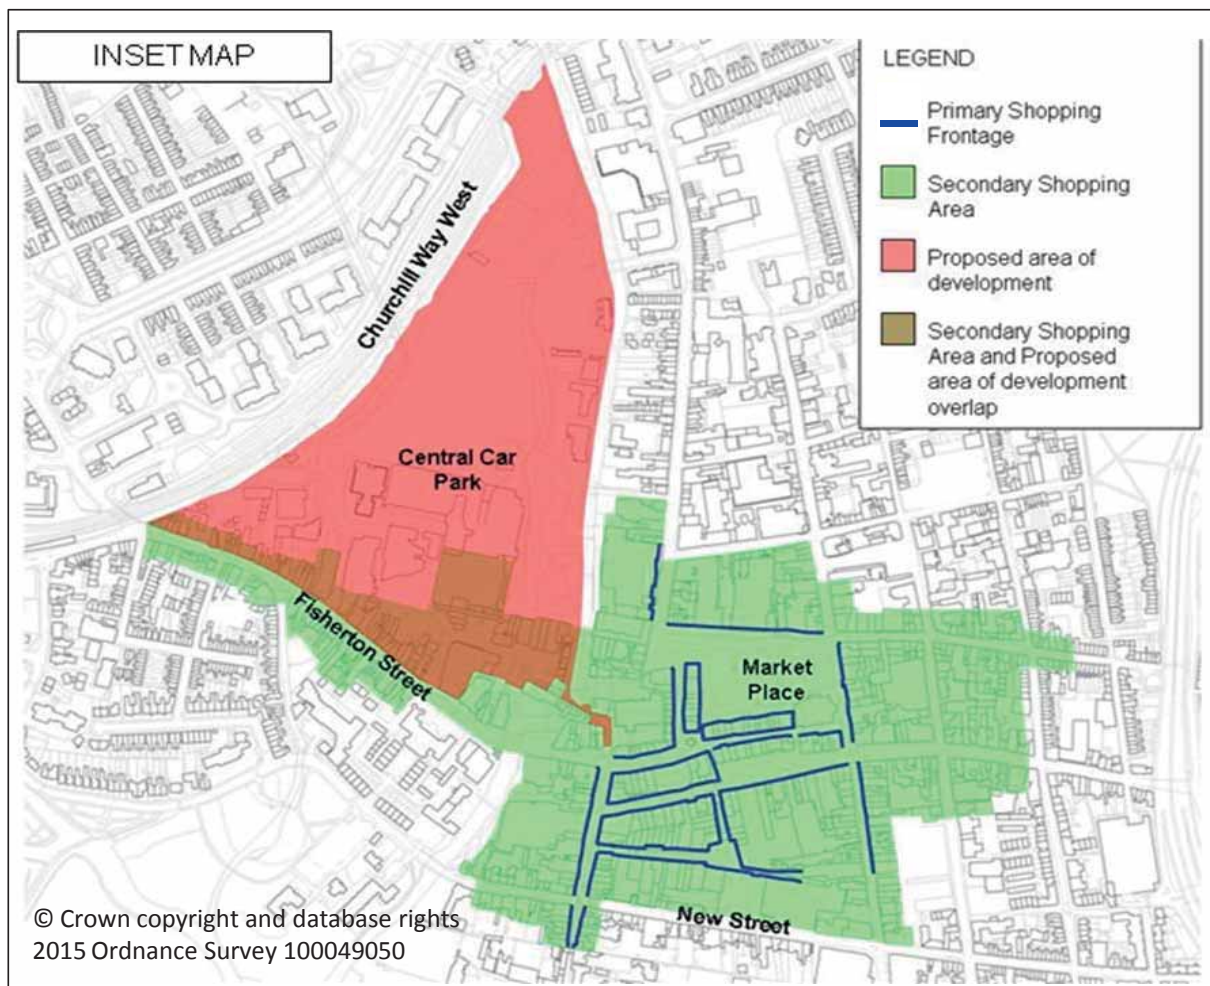 INSET MAP
LEGEND
Primary Shopping
Frontage
Secondary Shopping
Area
Proposed area of
development
Secondary Shopping
Area and Proposed
area of development
overlap
Churchill Way West
Central Car
Park
Fisherton Street
Market
Place
New Street
© Crown copyright and database rights
2015 Ordnance Survey 100049050